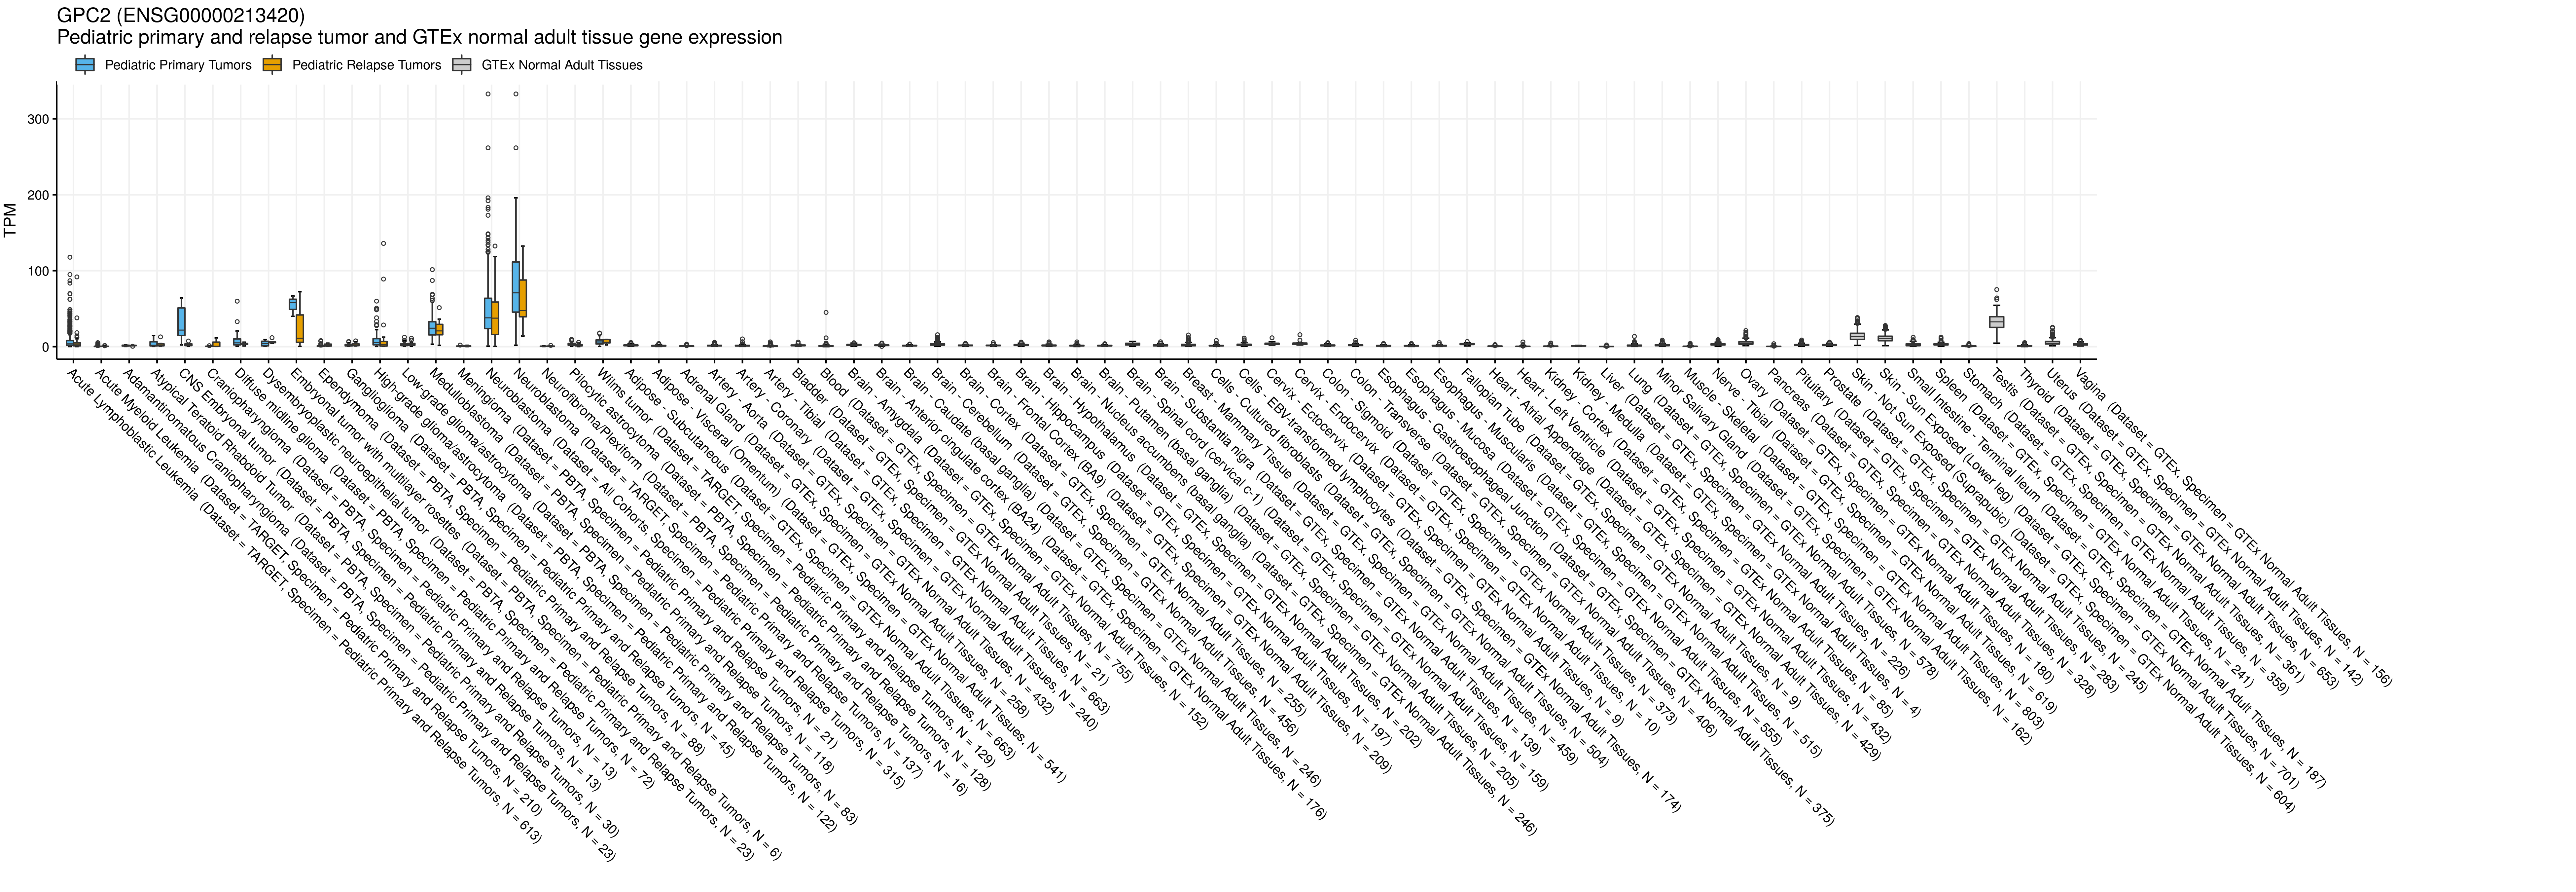 GPC2 (ENSG00000213420)
Pediatric primary and relapse tumor and GTEx normal adult tissue gene expression
Pediatric Primary Tumors
Pediatric Relapse Tumors
GTEx Normal Adult Tissues
TPM
300
200
100
0
Acute Lymphoblastic Leukemia (Dataset = TARGET, Specimen = Pediatric Primary and Relapse Tumors, N = 613)
Acute Myeloid Leukemia (Dataset = TARGET, Specimen = Pediatric Primary and Relapse Tumors, N = 210)
Adamantinomatous Craniopharyngioma (Dataset = PBTA, Specimen = Pediatric Primary and Relapse Tumors, N = 23)
Atypical Teratoid Rhabdoid Tumor (Dataset = PBTA, Specimen = Pediatric Primary and Relapse Tumors, N = 30)
CNS Embryonal tumor (Dataset = PBTA, Specimen = Pediatric Primary and Relapse Tumors, N = 13)
Craniopharyngioma (Dataset = PBTA, Specimen = Pediatric Primary and Relapse Tumors, N = 13)
Diffuse midline glioma (Dataset = PBTA, Specimen = Pediatric Primary and Relapse Tumors, N = 72)
Dysembryoplastic neuroepithelial tumor (Dataset = PBTA, Specimen = Pediatric Primary and Relapse Tumors, N = 23)
Embryonal tumor with multilayer rosettes (Dataset = PBTA, Specimen = Pediatric Primary and Relapse Tumors, N = 6)
Ependymoma (Dataset = PBTA, Specimen = Pediatric Primary and Relapse Tumors, N = 88)
Ganglioglioma (Dataset = PBTA, Specimen = Pediatric Primary and Relapse Tumors, N = 45)
High-grade glioma/astrocytoma (Dataset = PBTA, Specimen = Pediatric Primary and Relapse Tumors, N = 122)
Low-grade glioma/astrocytoma (Dataset = PBTA, Specimen = Pediatric Primary and Relapse Tumors, N = 83)
Medulloblastoma (Dataset = PBTA, Specimen = Pediatric Primary and Relapse Tumors, N = 118)
Meningioma (Dataset = PBTA, Specimen = Pediatric Primary and Relapse Tumors, N = 21)
Neuroblastoma (Dataset = All Cohorts, Specimen = Pediatric Primary and Relapse Tumors, N = 315)
Neuroblastoma (Dataset = TARGET, Specimen = Pediatric Primary and Relapse Tumors, N = 137)
Neurofibroma/Plexiform (Dataset = PBTA, Specimen = Pediatric Primary and Relapse Tumors, N = 16)
Pilocytic astrocytoma (Dataset = PBTA, Specimen = Pediatric Primary and Relapse Tumors, N = 128)
Wilms tumor (Dataset = TARGET, Specimen = Pediatric Primary and Relapse Tumors, N = 129)
Adipose - Subcutaneous (Dataset = GTEx, Specimen = GTEx Normal Adult Tissues, N = 663)
Adipose - Visceral (Omentum) (Dataset = GTEx, Specimen = GTEx Normal Adult Tissues, N = 541)
Adrenal Gland (Dataset = GTEx, Specimen = GTEx Normal Adult Tissues, N = 258)
Artery - Aorta (Dataset = GTEx, Specimen = GTEx Normal Adult Tissues, N = 432)
Artery - Coronary (Dataset = GTEx, Specimen = GTEx Normal Adult Tissues, N = 240)
Artery - Tibial (Dataset = GTEx, Specimen = GTEx Normal Adult Tissues, N = 663)
Bladder (Dataset = GTEx, Specimen = GTEx Normal Adult Tissues, N = 21)
Blood (Dataset = GTEx, Specimen = GTEx Normal Adult Tissues, N = 755)
Brain - Amygdala (Dataset = GTEx, Specimen = GTEx Normal Adult Tissues, N = 152)
Brain - Anterior cingulate cortex (BA24) (Dataset = GTEx, Specimen = GTEx Normal Adult Tissues, N = 176)
Brain - Caudate (basal ganglia) (Dataset = GTEx, Specimen = GTEx Normal Adult Tissues, N = 246)
Brain - Cerebellum (Dataset = GTEx, Specimen = GTEx Normal Adult Tissues, N = 456)
Brain - Cortex (Dataset = GTEx, Specimen = GTEx Normal Adult Tissues, N = 255)
Brain - Frontal Cortex (BA9) (Dataset = GTEx, Specimen = GTEx Normal Adult Tissues, N = 209)
Brain - Hippocampus (Dataset = GTEx, Specimen = GTEx Normal Adult Tissues, N = 197)
Brain - Hypothalamus (Dataset = GTEx, Specimen = GTEx Normal Adult Tissues, N = 202)
Brain - Nucleus accumbens (basal ganglia) (Dataset = GTEx, Specimen = GTEx Normal Adult Tissues, N = 246)
Brain - Putamen (basal ganglia) (Dataset = GTEx, Specimen = GTEx Normal Adult Tissues, N = 205)
Brain - Spinal cord (cervical c-1) (Dataset = GTEx, Specimen = GTEx Normal Adult Tissues, N = 159)
Brain - Substantia nigra (Dataset = GTEx, Specimen = GTEx Normal Adult Tissues, N = 139)
Breast - Mammary Tissue (Dataset = GTEx, Specimen = GTEx Normal Adult Tissues, N = 459)
Cells - Cultured fibroblasts (Dataset = GTEx, Specimen = GTEx Normal Adult Tissues, N = 504)
Cells - EBV-transformed lymphocytes (Dataset = GTEx, Specimen = GTEx Normal Adult Tissues, N = 174)
Cervix - Ectocervix (Dataset = GTEx, Specimen = GTEx Normal Adult Tissues, N = 9)
Cervix - Endocervix (Dataset = GTEx, Specimen = GTEx Normal Adult Tissues, N = 10)
Colon - Sigmoid (Dataset = GTEx, Specimen = GTEx Normal Adult Tissues, N = 373)
Colon - Transverse (Dataset = GTEx, Specimen = GTEx Normal Adult Tissues, N = 406)
Esophagus - Gastroesophageal Junction (Dataset = GTEx, Specimen = GTEx Normal Adult Tissues, N = 375)
Esophagus - Mucosa (Dataset = GTEx, Specimen = GTEx Normal Adult Tissues, N = 555)
Esophagus - Muscularis (Dataset = GTEx, Specimen = GTEx Normal Adult Tissues, N = 515)
Fallopian Tube (Dataset = GTEx, Specimen = GTEx Normal Adult Tissues, N = 9)
Heart - Atrial Appendage (Dataset = GTEx, Specimen = GTEx Normal Adult Tissues, N = 429)
Heart - Left Ventricle (Dataset = GTEx, Specimen = GTEx Normal Adult Tissues, N = 432)
Kidney - Cortex (Dataset = GTEx, Specimen = GTEx Normal Adult Tissues, N = 85)
Kidney - Medulla (Dataset = GTEx, Specimen = GTEx Normal Adult Tissues, N = 4)
Liver (Dataset = GTEx, Specimen = GTEx Normal Adult Tissues, N = 226)
Lung (Dataset = GTEx, Specimen = GTEx Normal Adult Tissues, N = 578)
Minor Salivary Gland (Dataset = GTEx, Specimen = GTEx Normal Adult Tissues, N = 162)
Muscle - Skeletal (Dataset = GTEx, Specimen = GTEx Normal Adult Tissues, N = 803)
Nerve - Tibial (Dataset = GTEx, Specimen = GTEx Normal Adult Tissues, N = 619)
Ovary (Dataset = GTEx, Specimen = GTEx Normal Adult Tissues, N = 180)
Pancreas (Dataset = GTEx, Specimen = GTEx Normal Adult Tissues, N = 328)
Pituitary (Dataset = GTEx, Specimen = GTEx Normal Adult Tissues, N = 283)
Prostate (Dataset = GTEx, Specimen = GTEx Normal Adult Tissues, N = 245)
Skin - Not Sun Exposed (Suprapubic) (Dataset = GTEx, Specimen = GTEx Normal Adult Tissues, N = 604)
Skin - Sun Exposed (Lower leg) (Dataset = GTEx, Specimen = GTEx Normal Adult Tissues, N = 701)
Small Intestine - Terminal Ileum (Dataset = GTEx, Specimen = GTEx Normal Adult Tissues, N = 187)
Spleen (Dataset = GTEx, Specimen = GTEx Normal Adult Tissues, N = 241)
Stomach (Dataset = GTEx, Specimen = GTEx Normal Adult Tissues, N = 359)
Testis (Dataset = GTEx, Specimen = GTEx Normal Adult Tissues, N = 361)
Thyroid (Dataset = GTEx, Specimen = GTEx Normal Adult Tissues, N = 653)
Uterus (Dataset = GTEx, Specimen = GTEx Normal Adult Tissues, N = 142)
Vagina (Dataset = GTEx, Specimen = GTEx Normal Adult Tissues, N = 156)